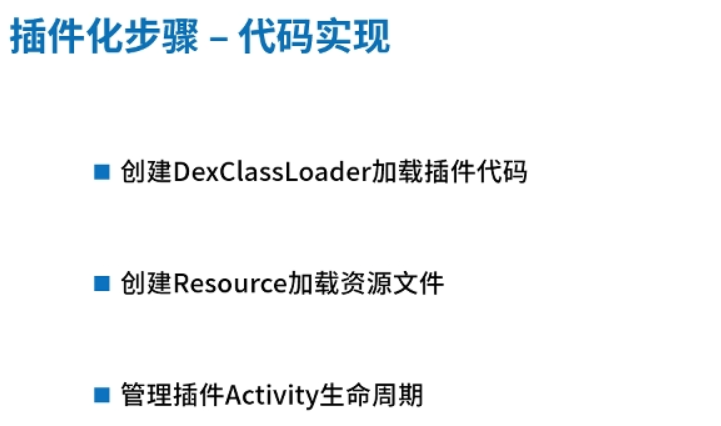 插件化步骤 – 代码实现
创建DexClassLoader加载插件代码
创建Resource加载资源文件
管理插件Activity生命周期